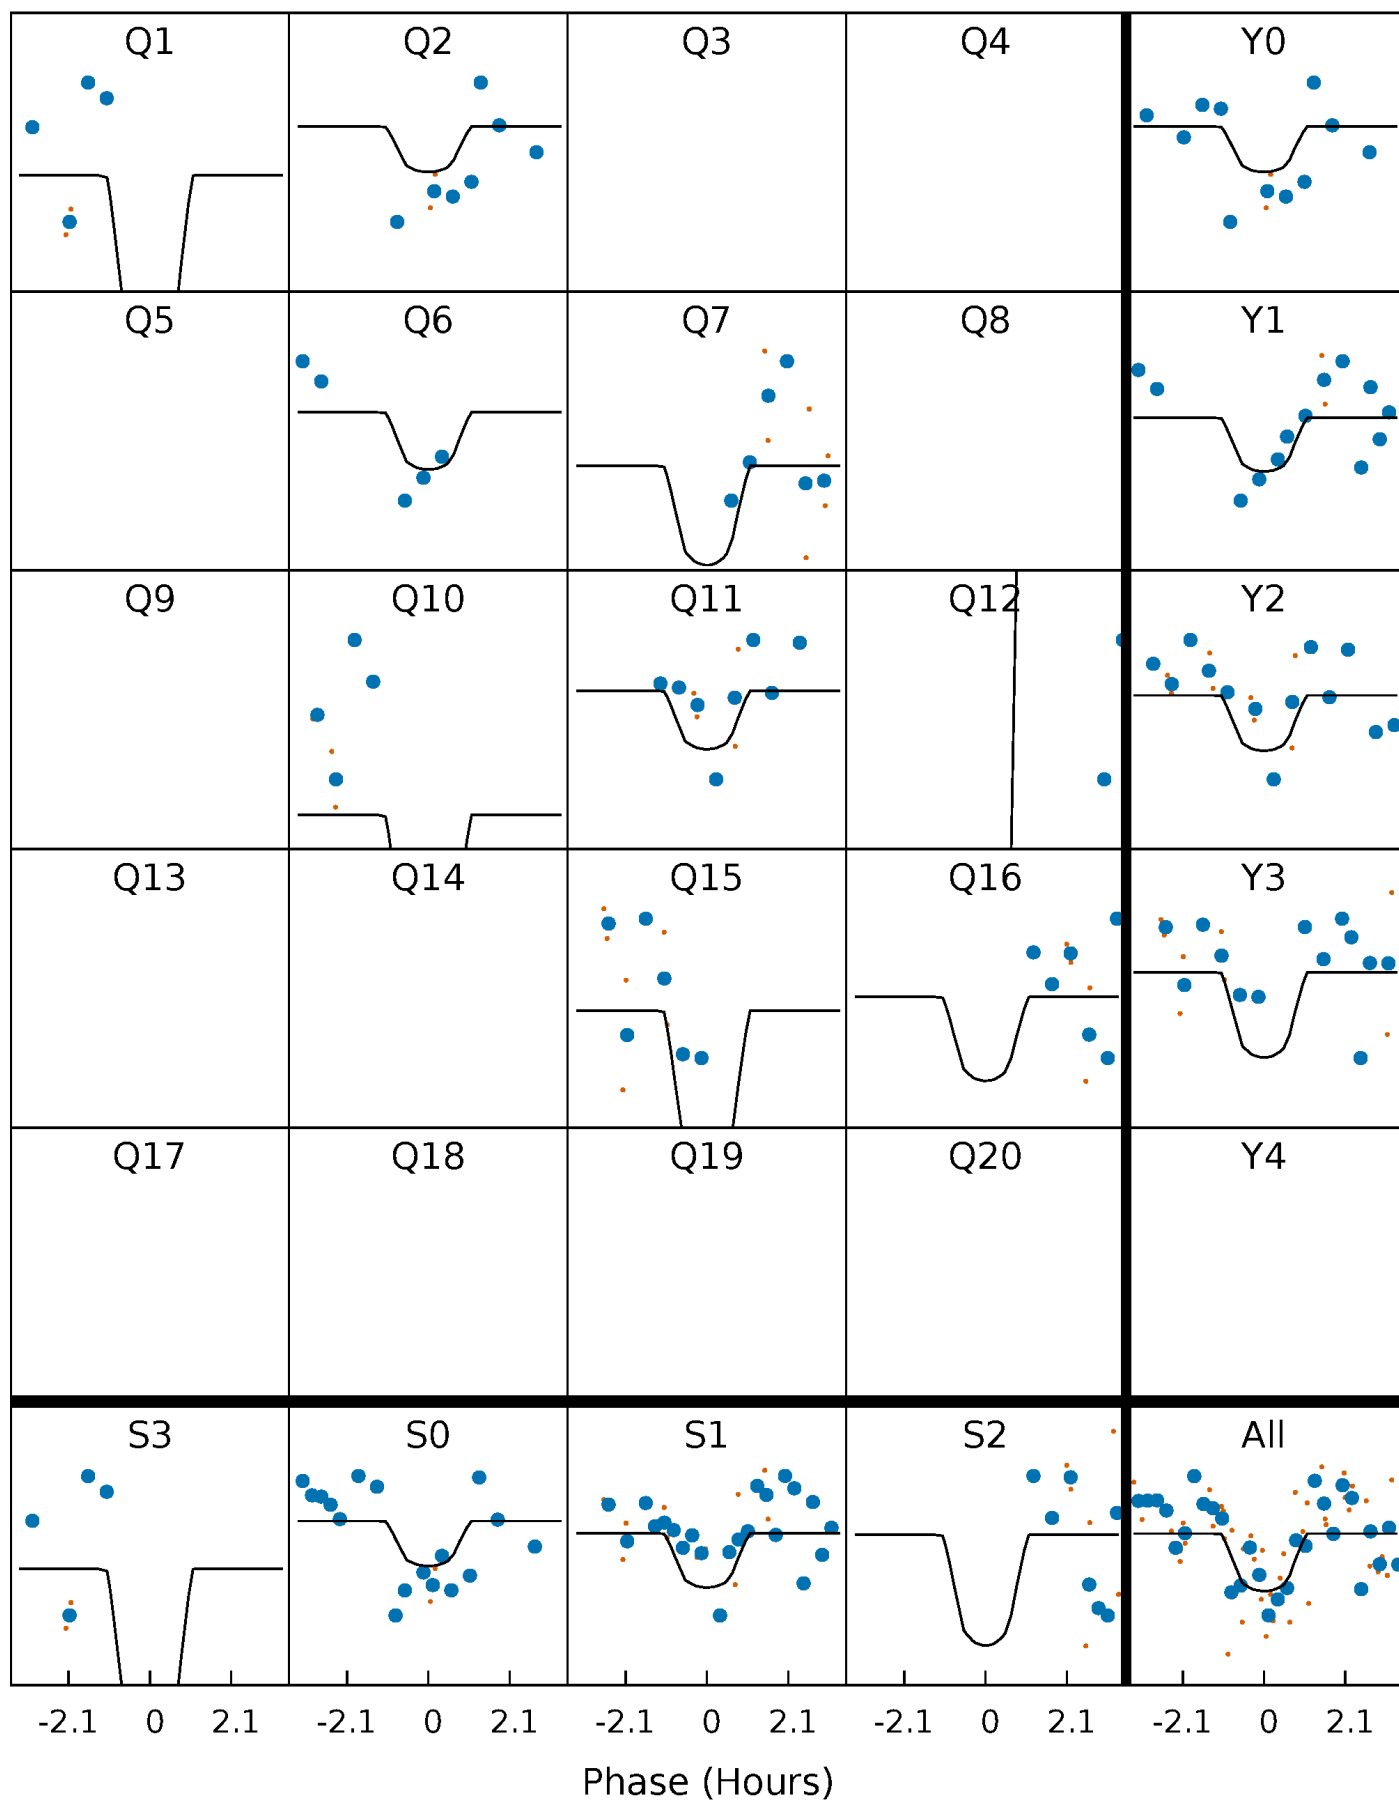 Q1 Q2 Q3 Q4 Y0
Q5 Q6 Q7 Q8 Y1
Q9 Q10 Q11 Q12 Y2
Q13 Q14 Q15 Q16 Y3
Q17 Q18 Q19 Q20 Y4
S3 S0 S1 S2 All
-2.1 0 2.1 -2.1 0 2.1 -2.1 0 2.1 -2.1 0 2.1 -2.1 0 2.1
Phase (Hours)